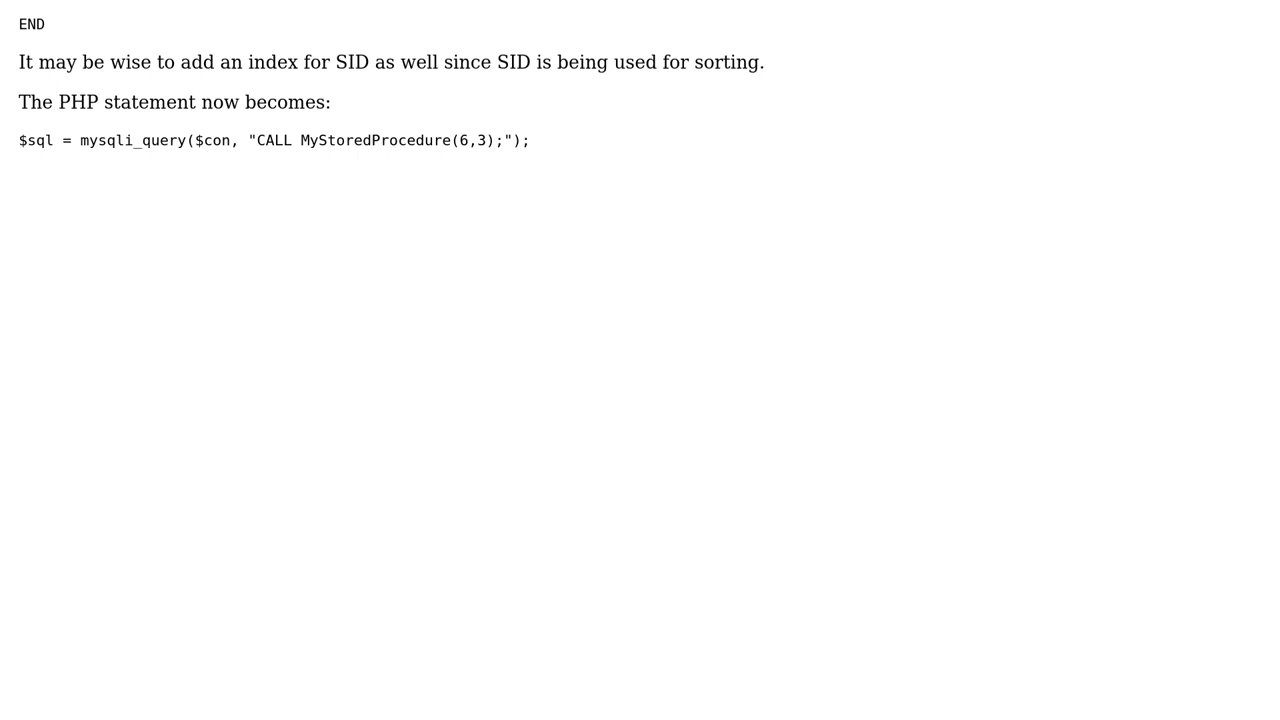 END
It may be wise to add an index for SID as well since SID is being used for sorting.
The PHP statement now becomes:
$sql = mysqli_query($con, "CALL MyStoredProcedure(6,3);");